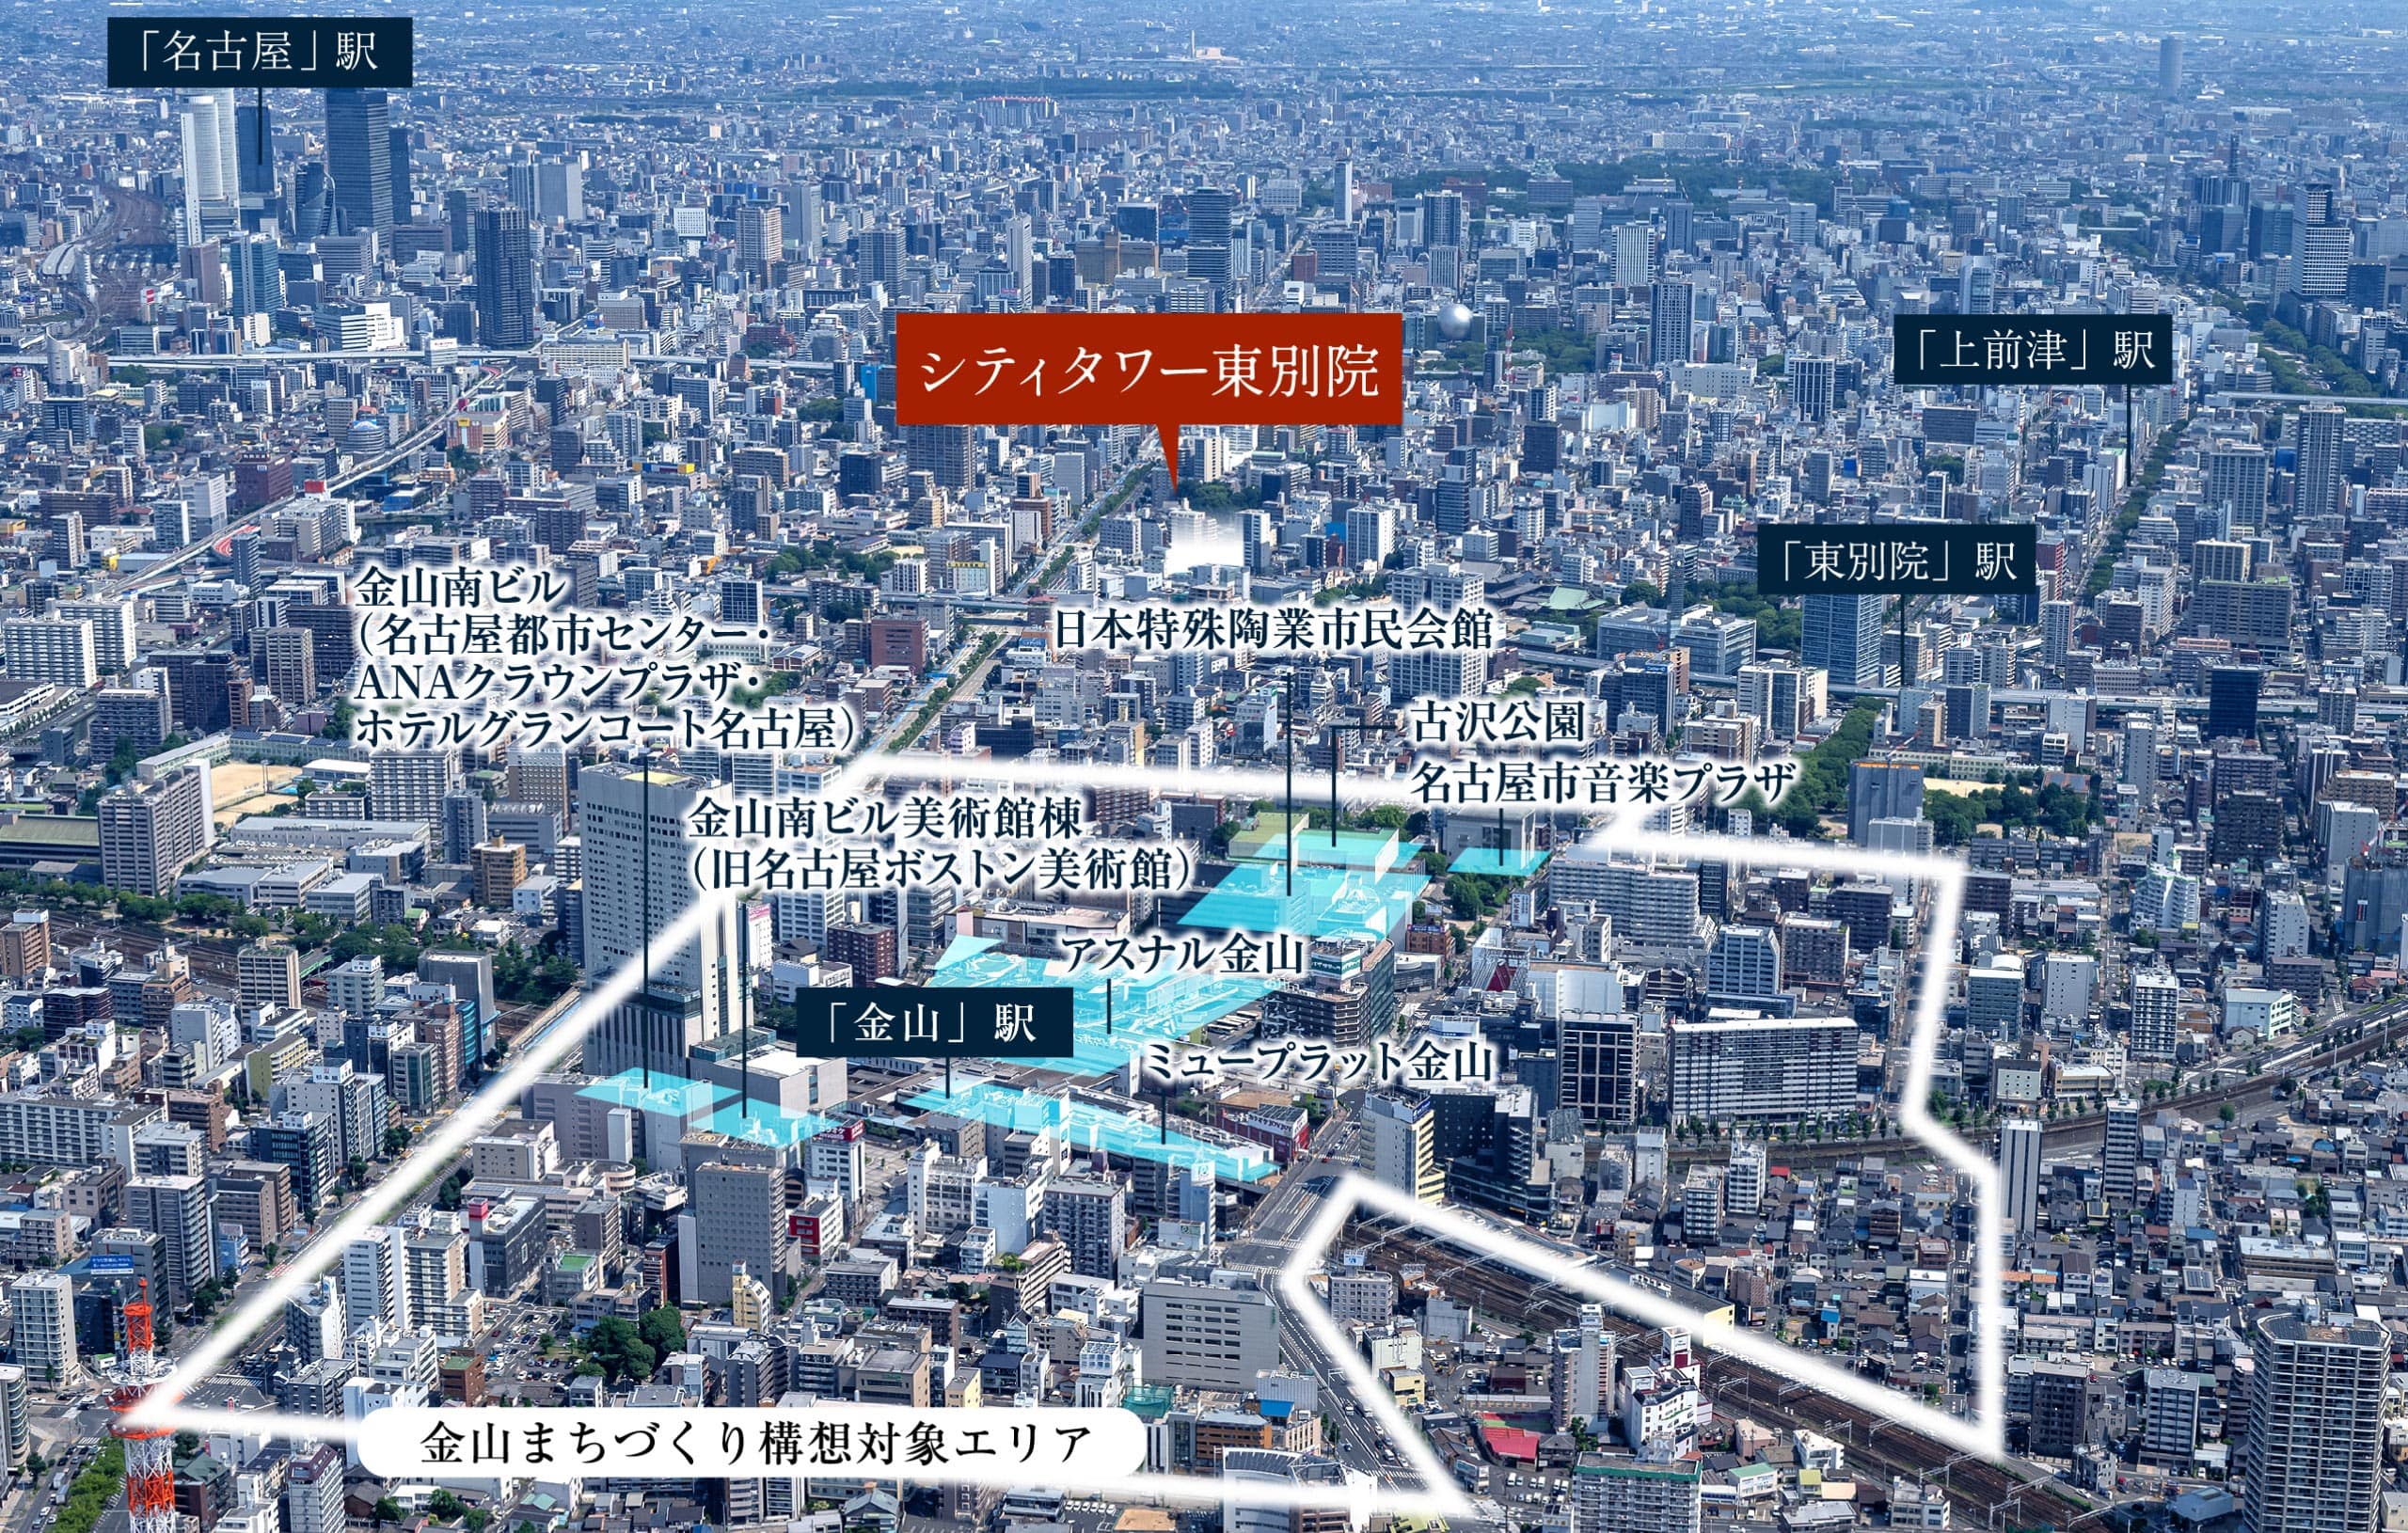 「名古屋」駅
シティタワー東別院
「上前津」駅
「東別院」駅
金山南ビル
（名古屋都市センター・
ANAクラウンプラザ・
ホテルグランコート名古屋）
日本特殊陶業市民会館
古沢公園
名古屋市音楽プラザ
金山南ビル美術館棟
（旧名古屋ボストン美術館）
アスナル金山
「金山」駅
ミュープラット金山
金山まちづくり構想対象エリア